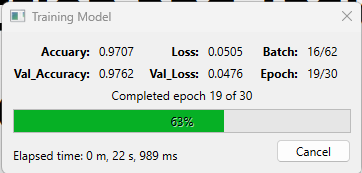 Training Model
Accuary: 0.9707 Loss: 0.0505 Batch: 16/62
Val_Accuracy: 0.9762 Val_Loss: 0.0476 Epoch: 19/30
Completed epoch 19 of 30
63%
Elapsed time: 0 m, 22 s, 989 ms
Cancel